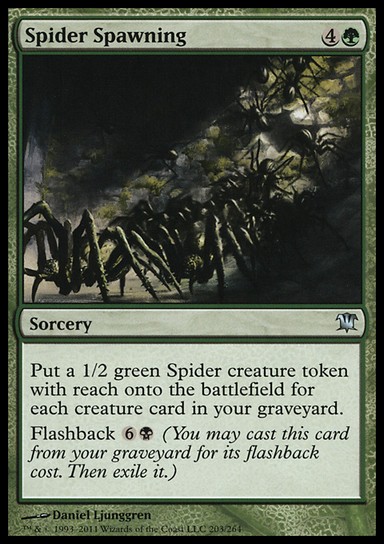 Spider Spawning 4
Sorcery
Put a 1/2 green Spider creature token
with reach onto the battlefield for
each creature card in your graveyard.
Flashback 6 (You may cast this card
from your graveyard for its flashback
cost. Then exile it.)
Daniel Ljunggren
™ & © 1993-2011 Wizards of the Coast LLC 203/264